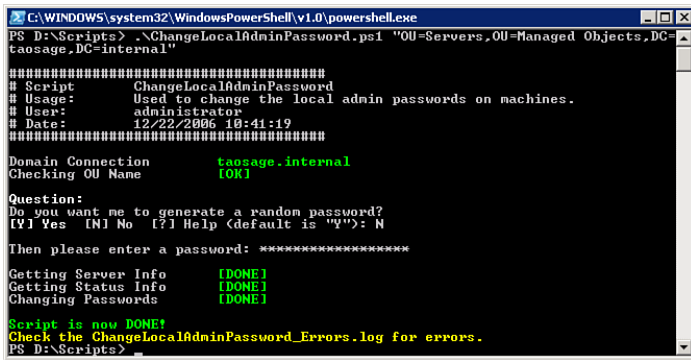 C:\WINDOWS\system32\WindowsPowerShell\v1.0\powershell.exe
PS D:\Scripts> .\ChangeLocalAdminPassword.ps1 "OU=Servers,OU=Managed Objects,DC=
taosage,DC=internal"
#######################################
# Script ChangeLocalAdminPassword
# Usage: Used to change the local admin passwords on machines.
# User: administrator
# Date: 12/22/2006 10:41:19
#######################################
Domain Connection taosage.internal
Checking OU Name [OK]
Question:
Do you want me to generate a random password?
[Y] Yes [N] No [?] Help (default is "Y"): N
Then please enter a password: ******************
Getting Server Info [DONE]
Getting Status Info [DONE]
Changing Passwords [DONE]
Script is now DONE!
Check the ChangeLocalAdminPassword_Errors.log for errors.
PS D:\Scripts> _